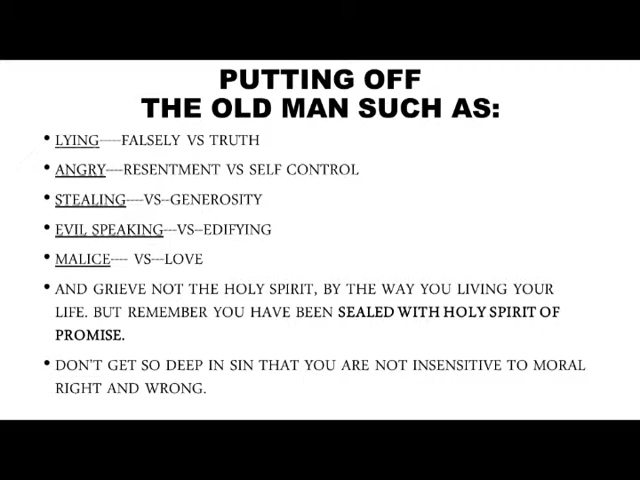 PUTTING OFF
THE OLD MAN SUCH AS:
• LYING----FALSELY VS TRUTH
• ANGRY---RESENTMENT VS SELF CONTROL
• STEALING---VS--GENEROSITY
• EVIL SPEAKING---VS--EDIFYING
• MALICE---- VS---LOVE
• AND GRIEVE NOT THE HOLY SPIRIT, BY THE WAY YOU LIVING YOUR
LIFE. BUT REMEMBER YOU HAVE BEEN SEALED WITH HOLY SPIRIT OF
PROMISE.
• DON'T GET SO DEEP IN SIN THAT YOU ARE NOT INSENSITIVE TO MORAL
RIGHT AND WRONG.